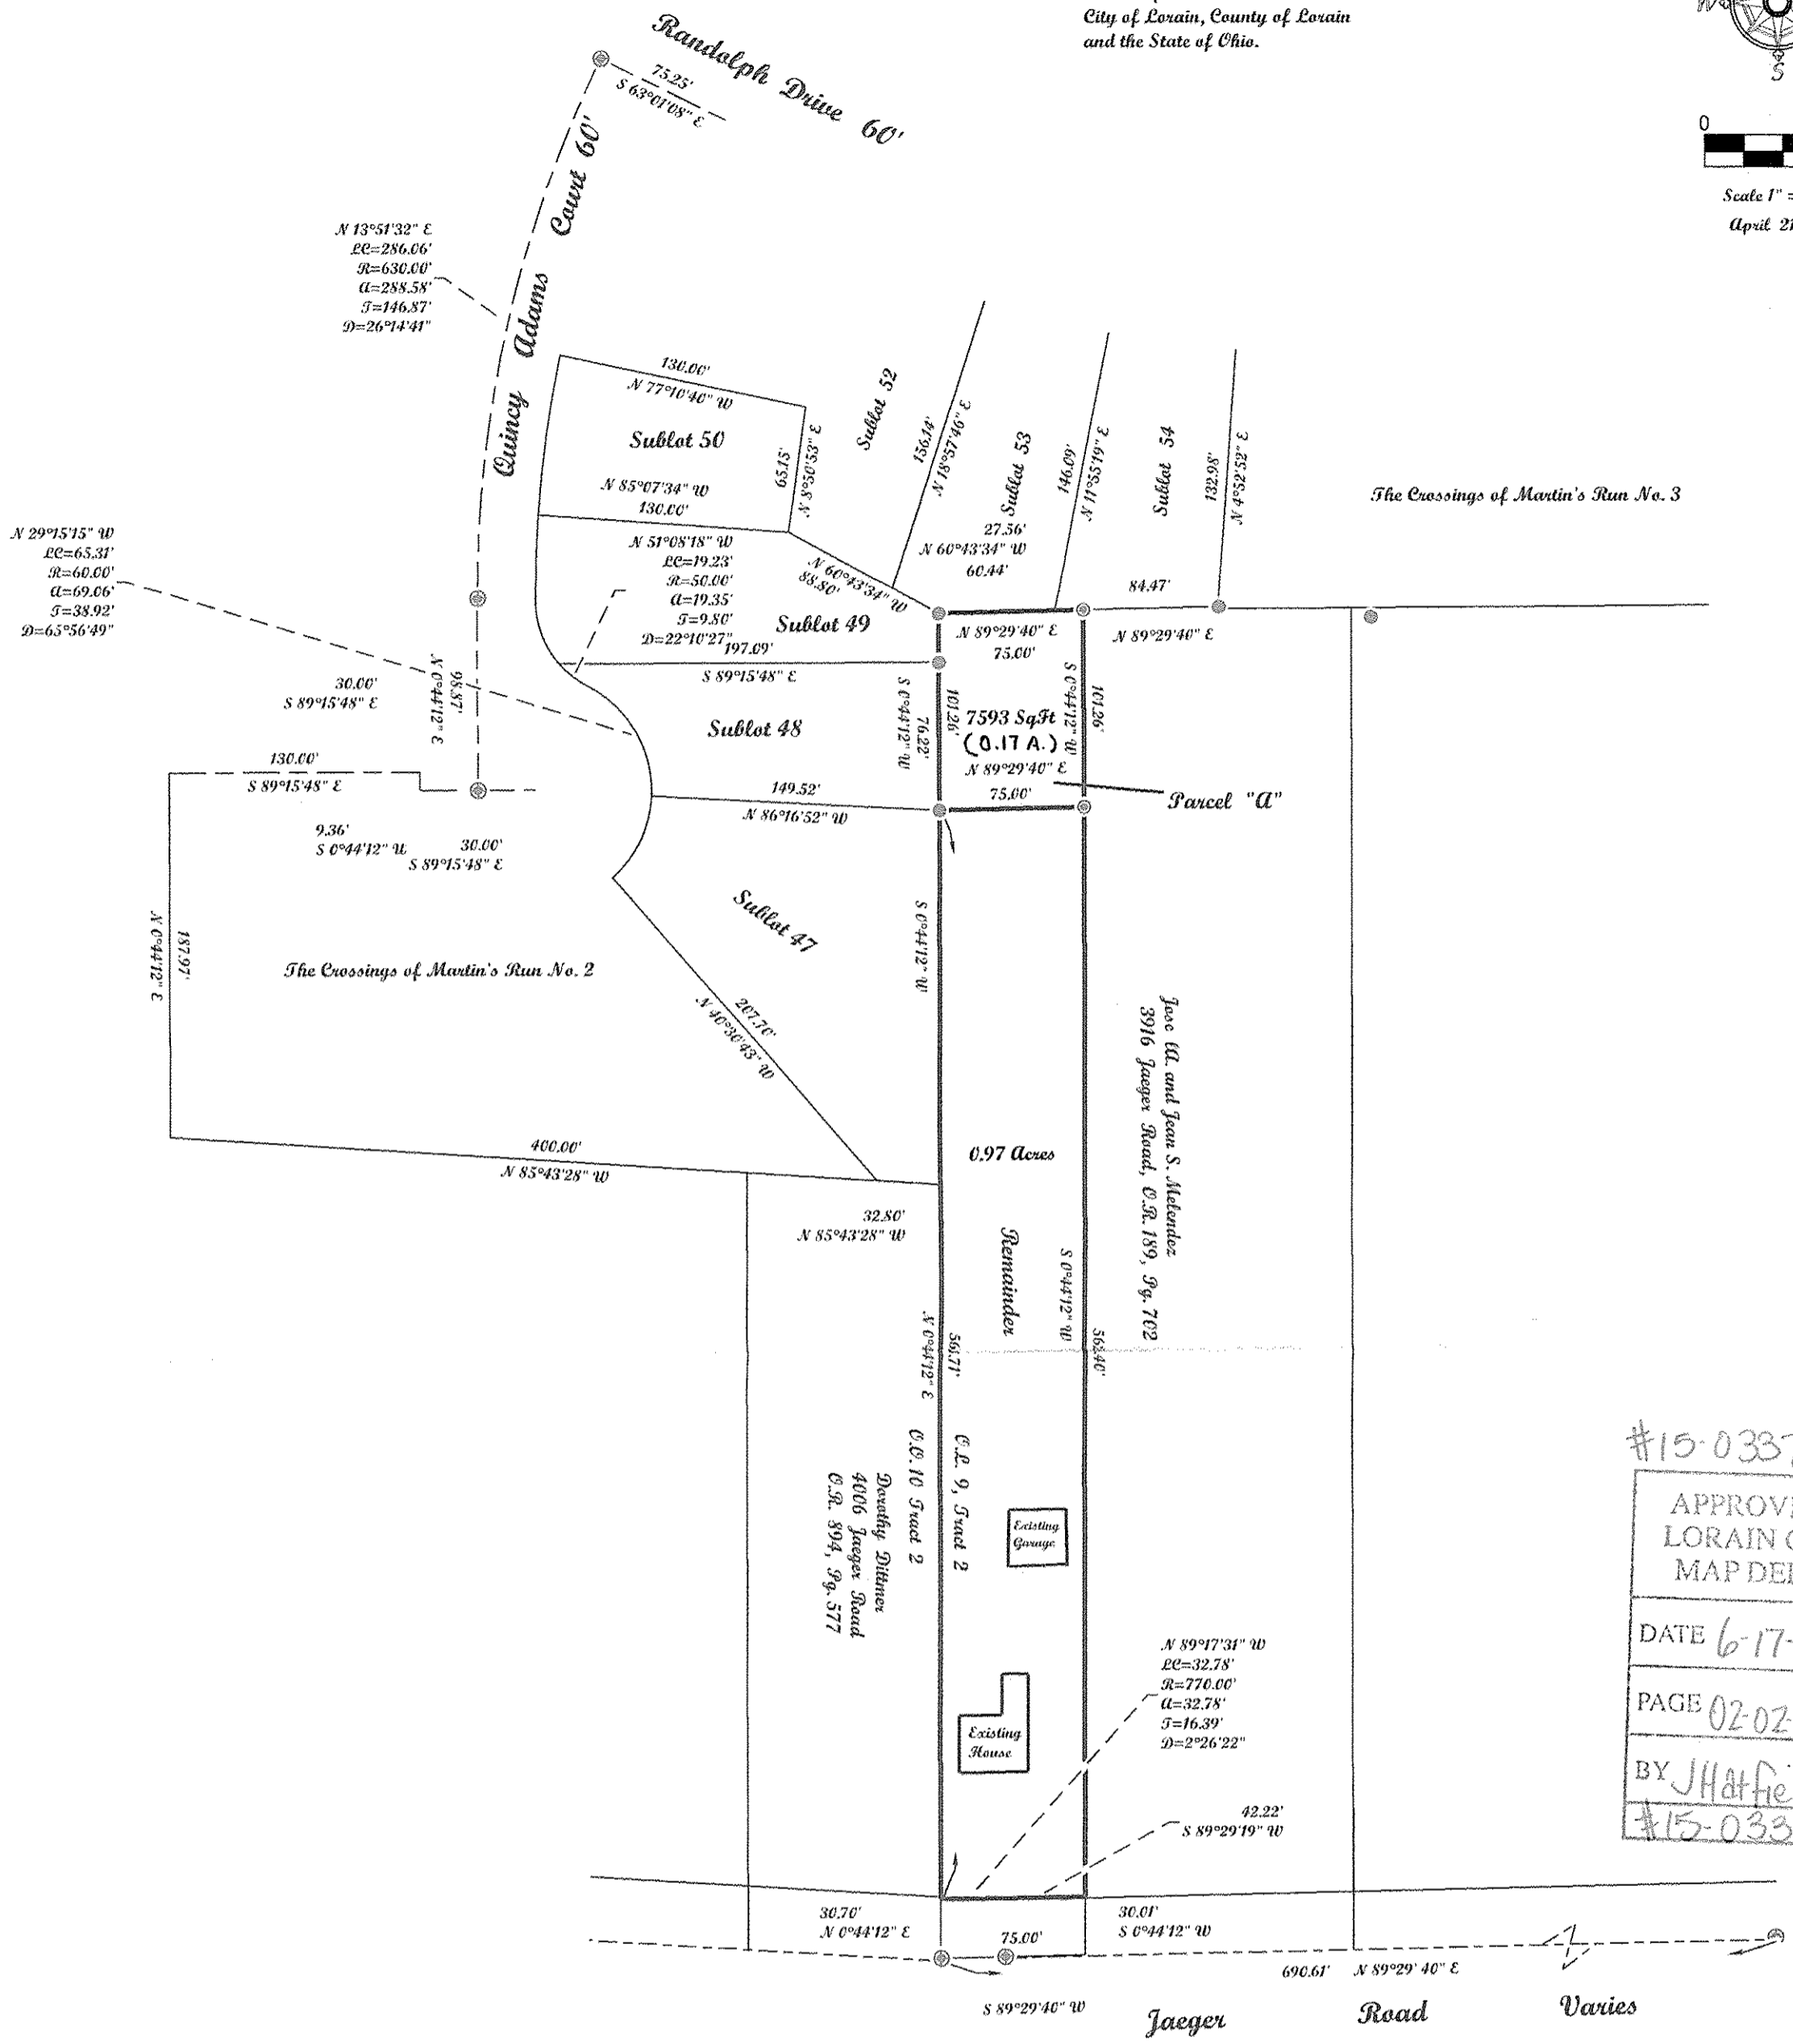 City of Lorain, County of Lorain
and the State of Ohio.
S
0
Scale 1" =
April 21
Randolph Drive 60'
75.25'
S 63°01'08" E
Quincy Adams Court 60'
N 13°51'32" E
LC=286.06'
R=630.00'
A=288.58'
T=146.87'
D=26°14'41"
130.00'
N 77°10'40" W
Sublot 50
65.15'
N 8°50'53" E
N 85°07'34" W
130.00'
Sublot 52
156.14'
N 18°57'46" E
Sublot 53
146.09'
N 11°55'19" E
Sublot 54
132.98'
N 4°52'52" E
The Crossings of Martin's Run No. 3
27.56'
N 60°43'34" W
60.44'
84.47'
N 29°15'15" W
LC=65.31'
R=60.00'
A=69.06'
T=38.92'
D=65°56'49"
N 51°08'18" W
LC=19.23'
R=50.00'
A=19.35'
T=9.80'
D=22°10'27"
N 60°43'34" W
88.80'
Sublot 49
197.09'
S 89°15'48" E
N 89°29'40" E
75.00'
N 89°29'40" E
98.87'
N 0°44'12" E
30.00'
S 89°15'48" E
Sublot 48
76.22'
S 0°44'12" W
101.26'
7593 SqFt
(0.17 A.)
S 0°44'12" W
101.26'
N 89°29'40" E
75.00'
Parcel "A"
130.00'
S 89°15'48" E
149.52'
N 86°16'52" W
9.36'
S 0°44'12" W
30.00'
S 89°15'48" E
Sublot 47
187.97'
N 0°44'12" E
The Crossings of Martin's Run No. 2
S 0°44'12" W
207.70'
N 40°30'43" W
Jose A. and Jean S. Melendez
3916 Jaeger Road, O.R. 189, Pg. 702
400.00'
N 85°43'28" W
0.97 Acres
32.80'
N 85°43'28" W
Remainder
S 0°44'12" W
N 0°44'12" E
561.71'
562.40'
O.L. 9, Tract 2
O.L. 10 Tract 2
Dorothy Dittmer
4006 Jaeger Road
O.R. 894, Pg. 577
Existing
Garage
Existing
House
N 89°17'31" W
LC=32.78'
R=770.00'
A=32.78'
T=16.39'
D=2°26'22"
42.22'
S 89°29'19" W
#15-0337
APPROV
LORAIN C
MAP DE
DATE 6-17-
PAGE 02-02-
BY JHatfie
#15-033
30.70'
N 0°44'12" E
75.00'
30.01'
S 0°44'12" W
690.61' N 89°29'40" E
S 89°29'40" W
Jaeger Road Varies